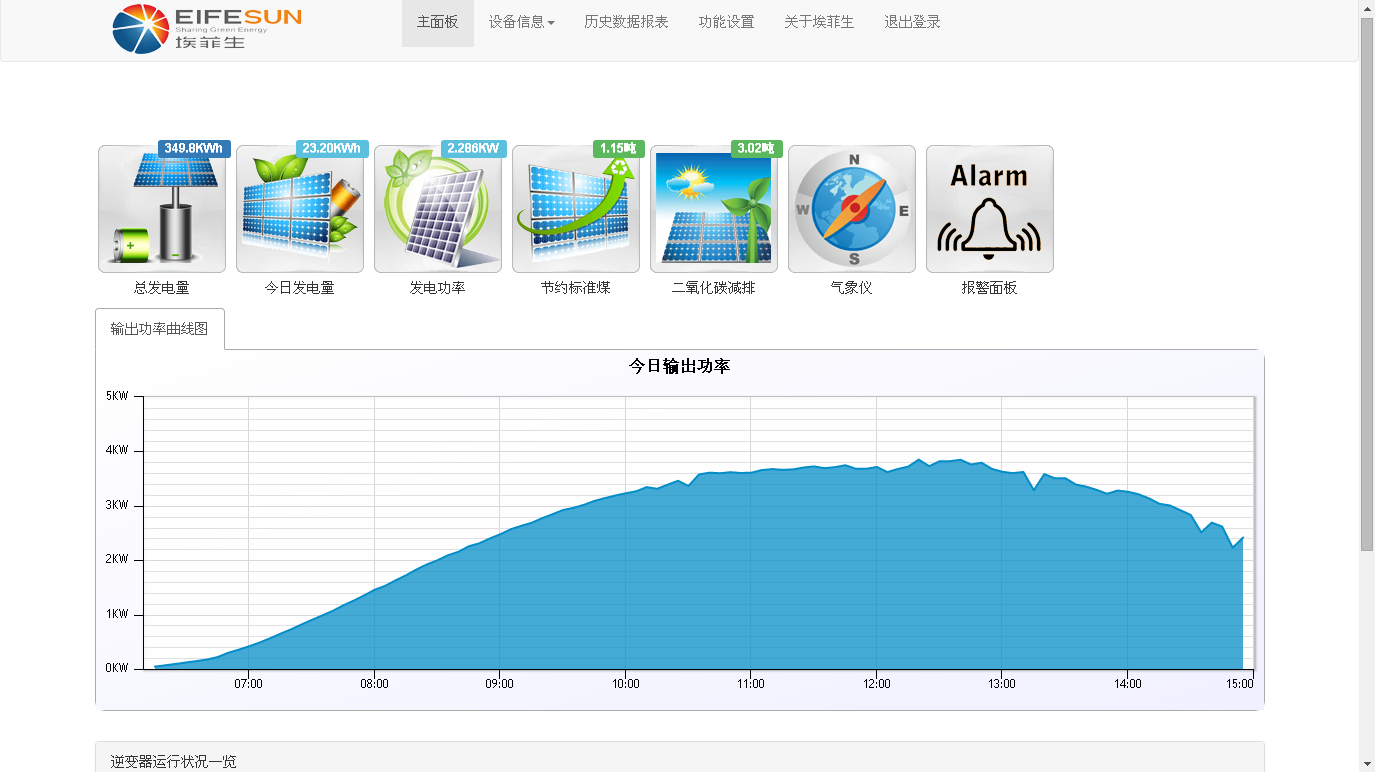 EIFESUN
Sharing Green Energy
埃菲生
主面板 设备信息 历史数据报表 功能设置 关于埃菲生 退出登录
349.8KWh 23.20KWh 2.286KW 1.15吨 3.02吨
N
W E
S
Alarm
总发电量 今日发电量 发电功率 节约标准煤 二氧化碳减排 气象仪 报警面板
输出功率曲线图
今日输出功率
5KW
4KW
3KW
2KW
1KW
0KW
07:00 08:00 09:00 10:00 11:00 12:00 13:00 14:00 15:00
逆变器运行状况一览